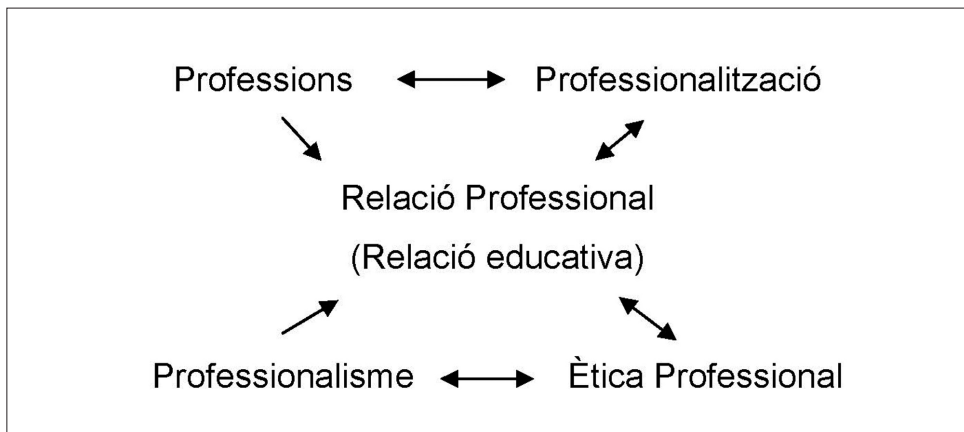 Professions Professionalització
Relació Professional
(Relació educativa)
Professionalisme Ètica Professional